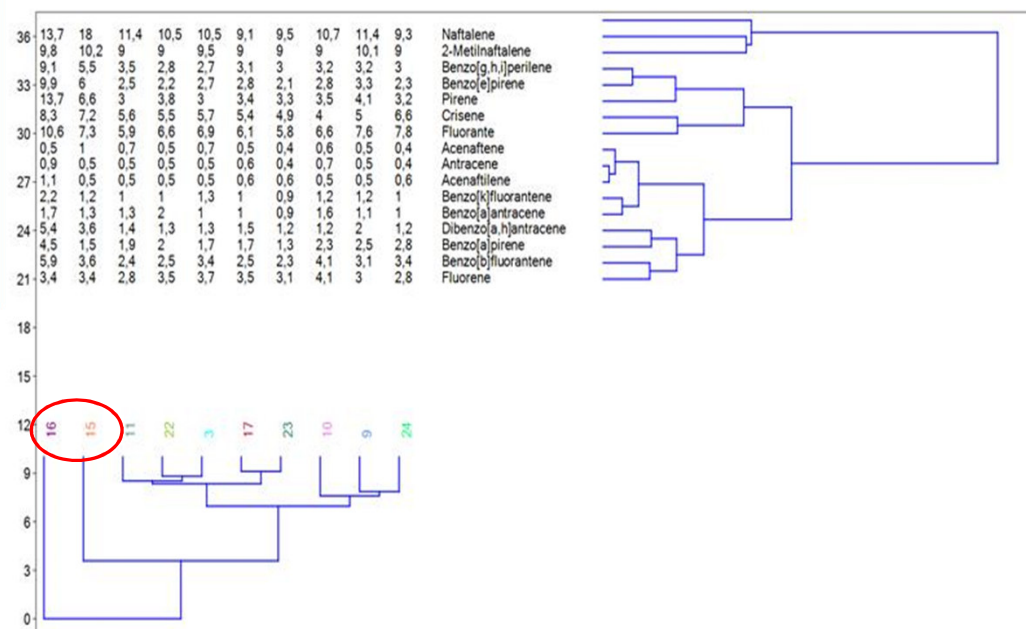 36 13,7 18 11,4 10,5 10,5 9,1 9,5 10,7 11,4 9,3 Naftalene
9,8 10,2 9 9 9,5 9 9 9 10,1 9 2-Metilnaftalene
9,1 5,5 3,5 2,8 2,7 3,1 3 3,2 3,2 3 Benzo[g,h,i]perilene
33 9,9 6 2,5 2,2 2,7 2,8 2,1 2,8 3,3 2,3 Benzo[e]pirene
13,7 6,6 3 3,8 3 3,4 3,3 3,5 4,1 3,2 Pirene
8,3 7,2 5,6 5,5 5,7 5,4 4,9 4 5 6,6 Crisene
30 10,6 7,3 5,9 6,6 6,9 6,1 5,8 6,6 7,6 7,8 Fluorante
0,5 1 0,7 0,5 0,7 0,5 0,4 0,6 0,5 0,4 Acenaftene
0,9 0,5 0,5 0,5 0,5 0,6 0,4 0,7 0,5 0,4 Antracene
27 1,1 0,5 0,5 0,5 0,5 0,6 0,6 0,5 0,5 0,6 Acenaftilene
2,2 1,2 1 1 1,3 1 0,9 1,2 1,2 1 Benzo[k]fluorantene
1,7 1,3 1,3 2 1 1 0,9 1,6 1,1 1 Benzo[a]antracene
24 5,4 3,6 1,4 1,3 1,3 1,5 1,2 1,2 2 1,2 Dibenzo[a,h]antracene
4,5 1,5 1,9 2 1,7 1,7 1,3 2,3 2,5 2,8 Benzo[a]pirene
5,9 3,6 2,4 2,5 3,4 2,5 2,3 4,1 3,1 3,4 Benzo[b]fluorantene
21 3,4 3,4 2,8 3,5 3,7 3,5 3,1 4,1 3 2,8 Fluorene
18
15
12 16 15 11 22 3 17 23 10 9 24
9
6
3
0